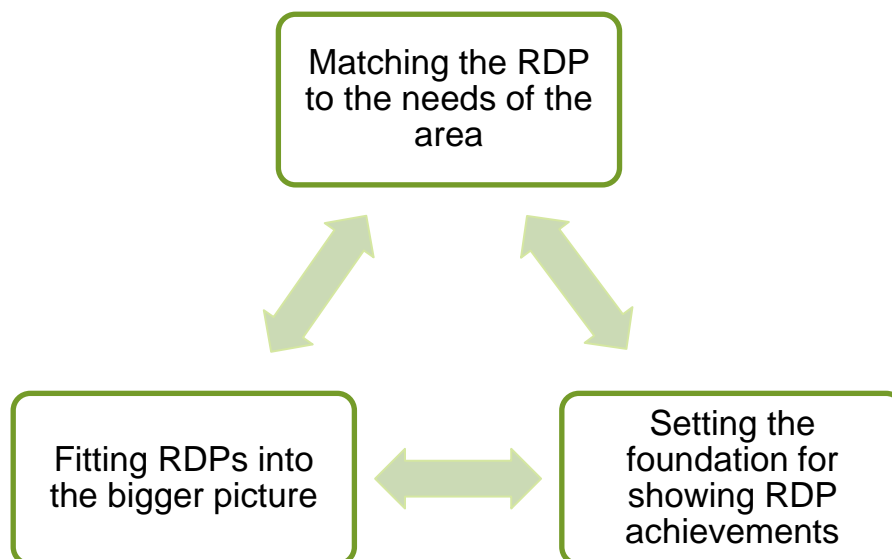 Matching the RDP
to the needs of the
area
Fitting RDPs into
the bigger picture
Setting the
foundation for
showing RDP
achievements